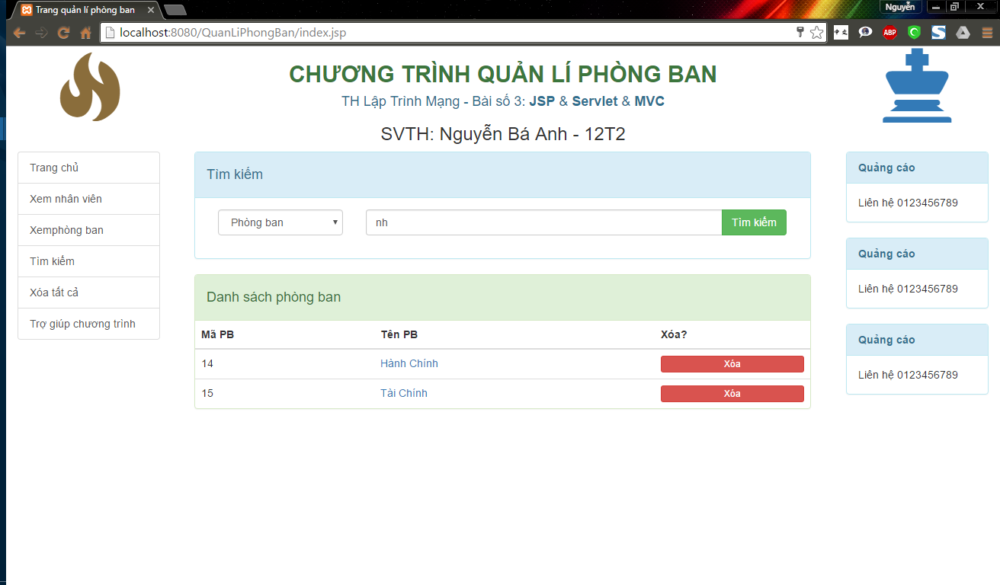 Trang quản lí phòng ban
Nguyễn
localhost:8080/QuanLiPhongBan/index.jsp
ABP
CHƯƠNG TRÌNH QUẢN LÍ PHÒNG BAN
TH Lập Trình Mạng - Bài số 3: JSP & Servlet & MVC
SVTH: Nguyễn Bá Anh - 12T2
Trang chủ
Xem nhân viên
Xemphòng ban
Tìm kiếm
Xóa tất cả
Trợ giúp chương trình
Tìm kiếm
Phòng ban
nh
Tìm kiếm
Danh sách phòng ban
Mã PB Tên PB Xóa?
14 Hành Chính Xóa
15 Tài Chính Xóa
Quảng cáo
Liên hệ 0123456789
Quảng cáo
Liên hệ 0123456789
Quảng cáo
Liên hệ 0123456789